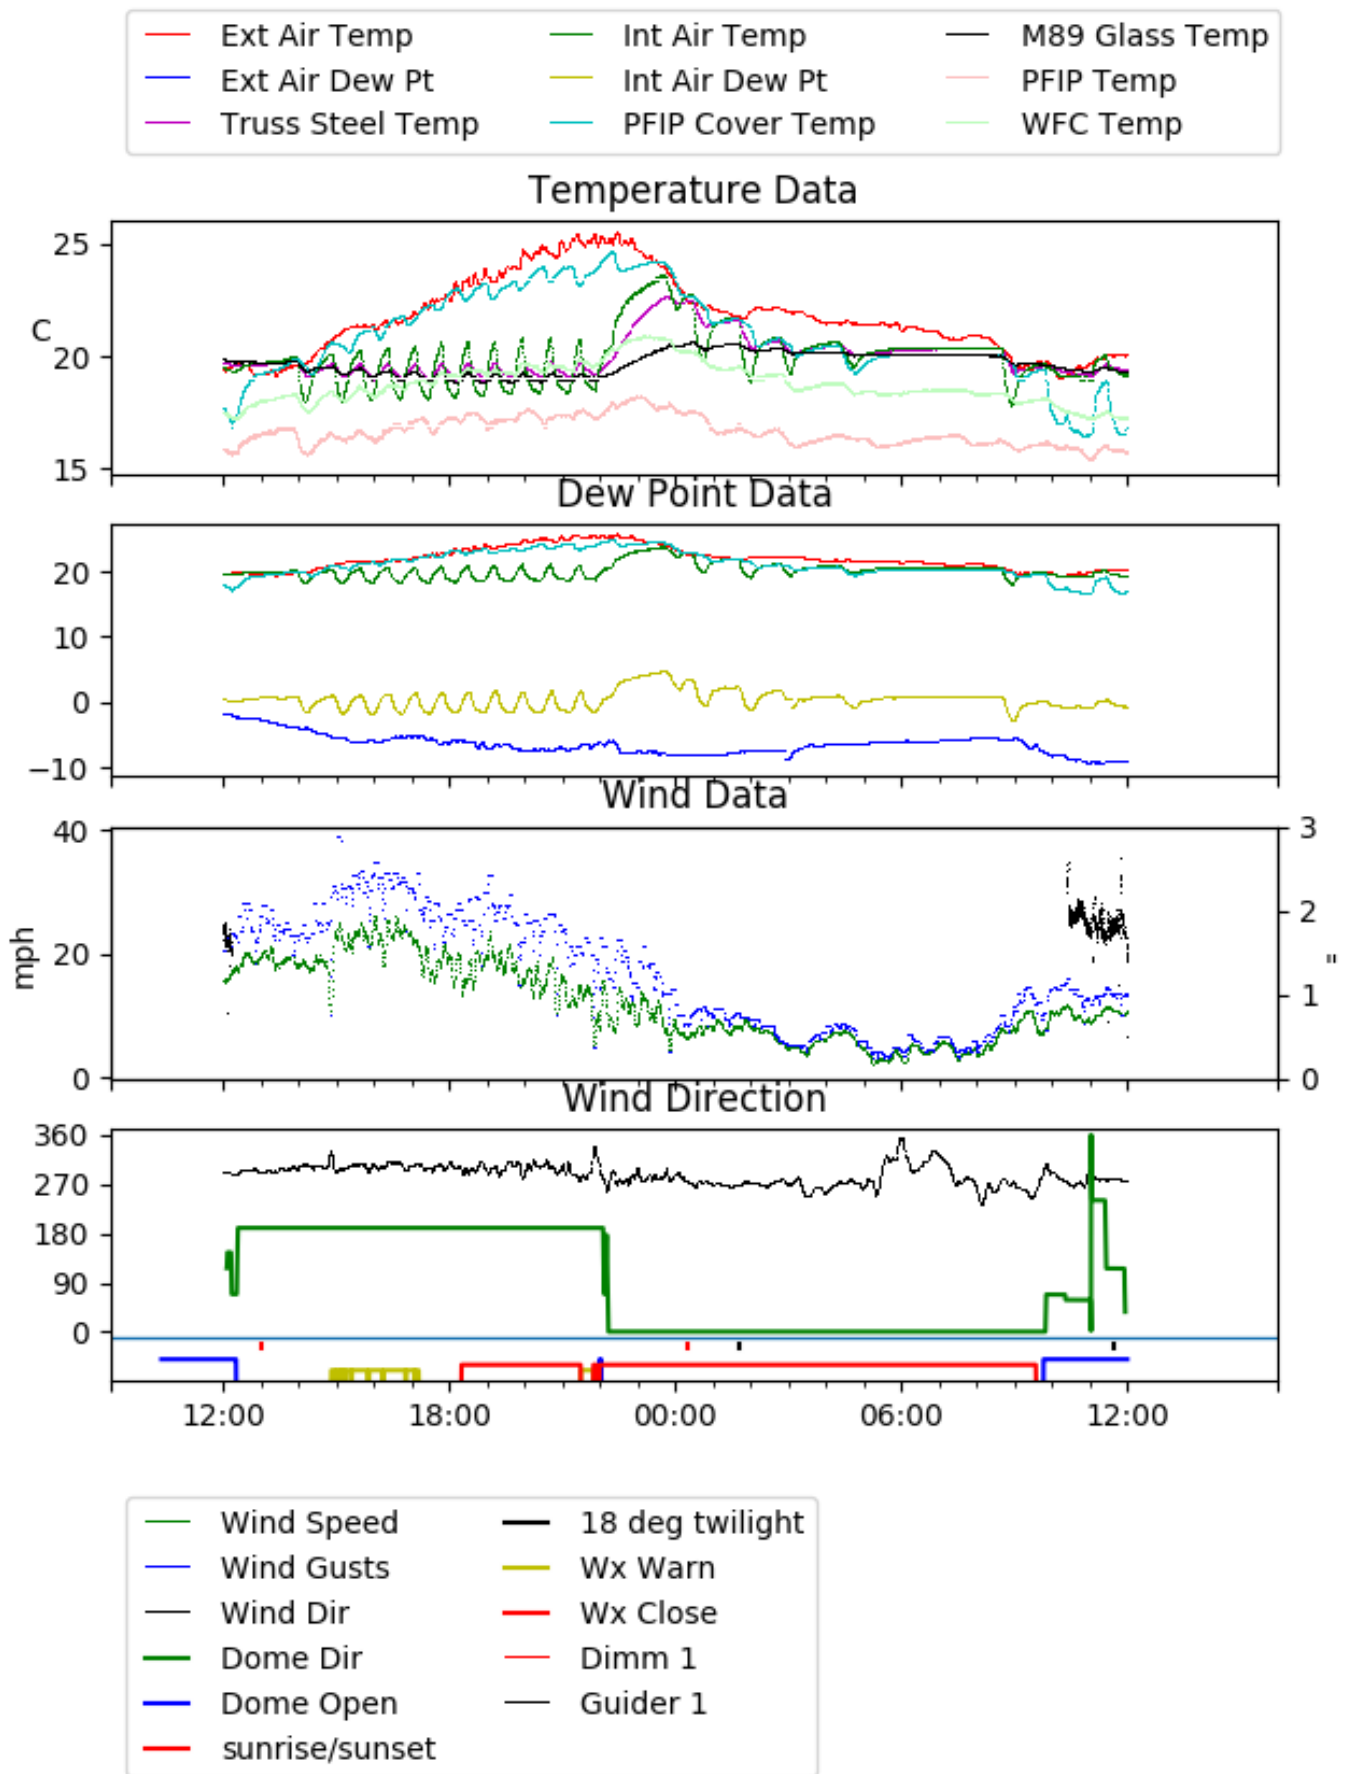 Ext Air Temp Int Air Temp M89 Glass Temp
Ext Air Dew Pt Int Air Dew Pt PFIP Temp
Truss Steel Temp PFIP Cover Temp WFC Temp
Temperature Data
25
C
20
15
Dew Point Data
20
10
0
−10
Wind Data
40 3
2
mph 20 "
1
0 0
Wind Direction
360
270
180
90
0
12:00 18:00 00:00 06:00 12:00
Wind Speed 18 deg twilight
Wind Gusts Wx Warn
Wind Dir Wx Close
Dome Dir Dimm 1
Dome Open Guider 1
sunrise/sunset